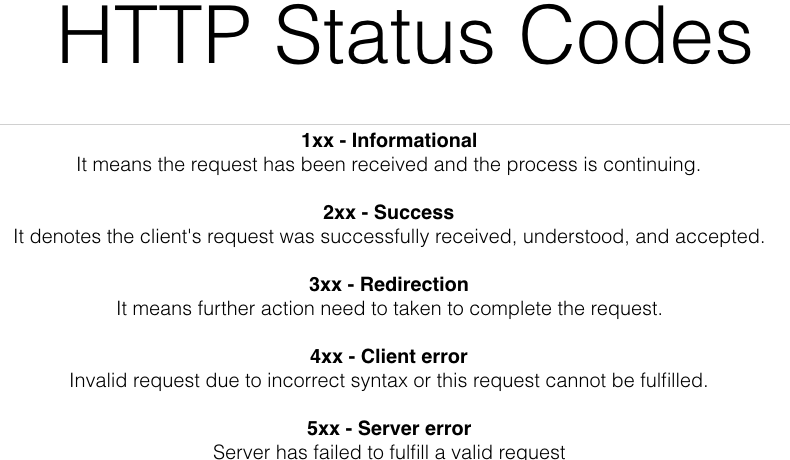 HTTP Status Codes
1xx - Informational
It means the request has been received and the process is continuing.
2xx - Success
It denotes the client's request was successfully received, understood, and accepted.
3xx - Redirection
It means further action need to taken to complete the request.
4xx - Client error
Invalid request due to incorrect syntax or this request cannot be fulfilled.
5xx - Server error
Server has failed to fulfill a valid request